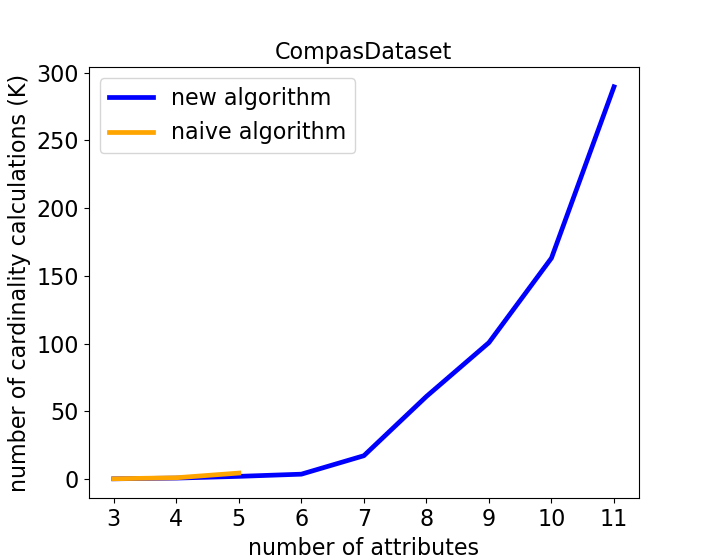 CompasDataset
number of cardinality calculations (K)
300
250
200
150
100
50
0
new algorithm
naive algorithm
3 4 5 6 7 8 9 10 11
number of attributes